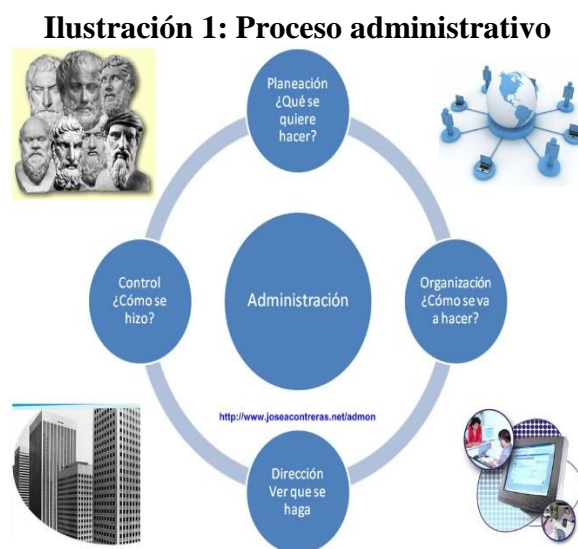 Ilustración 1: Proceso administrativo
Planeación
¿Qué se
quiere
hacer?
Control
¿Cómo se
hizo?
Administración
Organización
¿Cómo se va
a hacer?
http://www.joseacontreras.net/admon
Dirección
Ver que se
haga